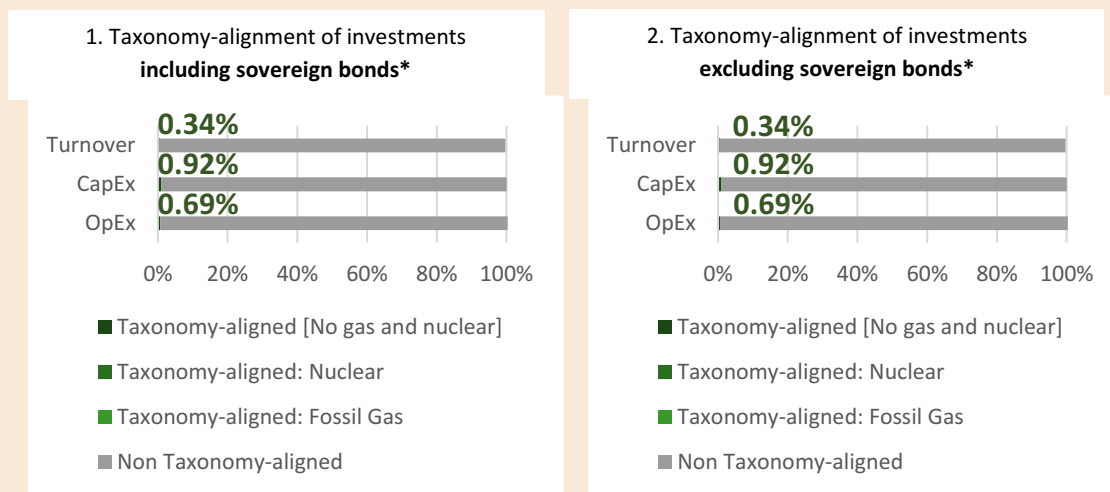 1. Taxonomy-alignment of investments
including sovereign bonds*
0.34%
Turnover
0.92%
CapEx
0.69%
OpEx
0% 20% 40% 60% 80% 100%
Taxonomy-aligned [No gas and nuclear]
Taxonomy-aligned: Nuclear
Taxonomy-aligned: Fossil Gas
Non Taxonomy-aligned
2. Taxonomy-alignment of investments
excluding sovereign bonds*
0.34%
Turnover
0.92%
CapEx
0.69%
OpEx
0% 20% 40% 60% 80% 100%
Taxonomy-aligned [No gas and nuclear]
Taxonomy-aligned: Nuclear
Taxonomy-aligned: Fossil Gas
Non Taxonomy-aligned